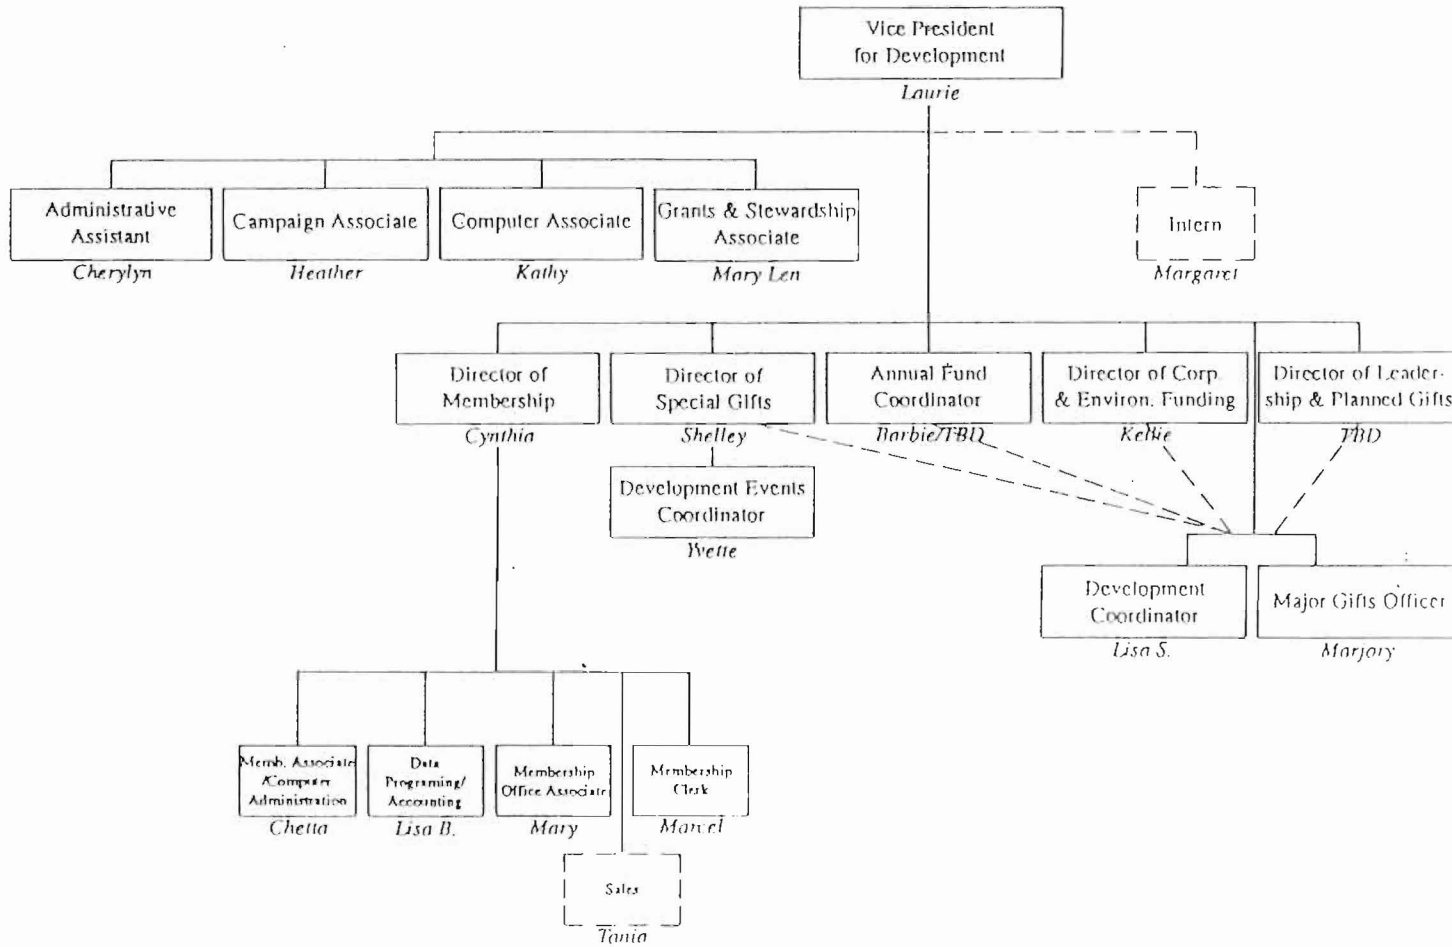 Vice President
for Development
Laurie
Administrative
Assistant
Cherylyn
Campaign Associate
Heather
Computer Associate
Kathy
Grants & Stewardship
Associate
Mary Len
Intern
Margaret
Director of
Membership
Cynthia
Director of
Special Gifts
Shelley
Annual Fund
Coordinator
Barbie/TBD
Director of Corp.
& Environ. Funding
Kellie
Director of Leader-
ship & Planned Gifts
TBD
Development Events
Coordinator
Yvette
Development
Coordinator
Lisa S.
Major Gifts Officer
Marjory
Memb. Associate
/Computer
Administration
Chetta
Data
Programing/
Accounting
Lisa B.
Membership
Office Associate
Mary
Membership
Clerk
Marcel
Sales
Tania